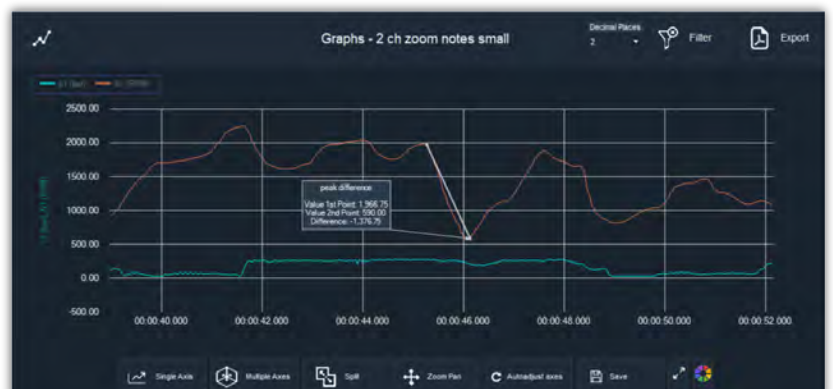 Graphs - 2 ch zoom notes small
Decimal Places
2
Filter
Export
2500.00
2000.00
1500.00
1000.00
500.00
0.00
-500.00
peak difference
Value 1st Point: 1,966.75
Value 2nd Point: 590.00
Difference: -1,376.75
00:00:40.000
00:00:42.000
00:00:44.000
00:00:46.000
00:00:48.000
00:00:50.000
00:00:52.000
Single Axis
Multiple Axes
Split
Zoom Pan
Autoadjust axes
Save